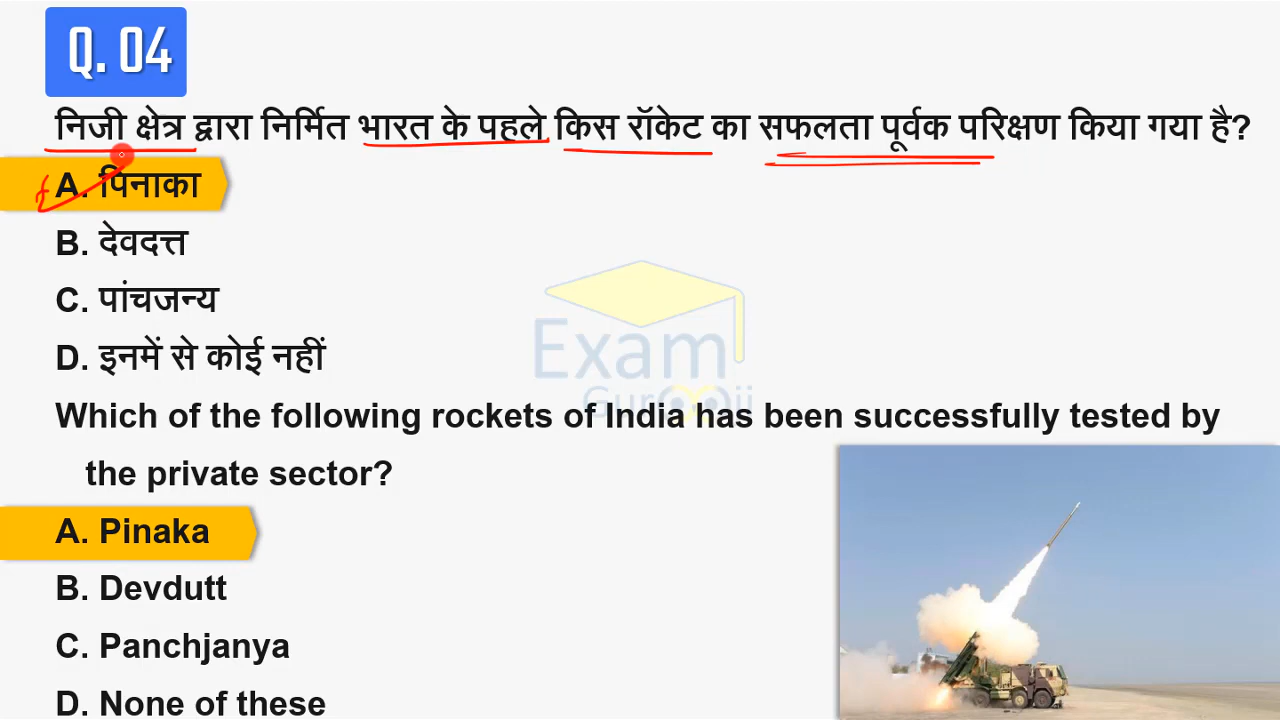 Q. 04
निजी क्षेत्र द्वारा निर्मित भारत के पहले किस रॉकेट का सफलता पूर्वक परिक्षण किया गया है?
A. पिनाका
B. देवदत्त
C. पांचजन्य
D. इनमें से कोई नहीं
Exam
Which of the following rockets of India has been successfully tested by
the private sector?
A. Pinaka
B. Devdutt
C. Panchjanya
D. None of these